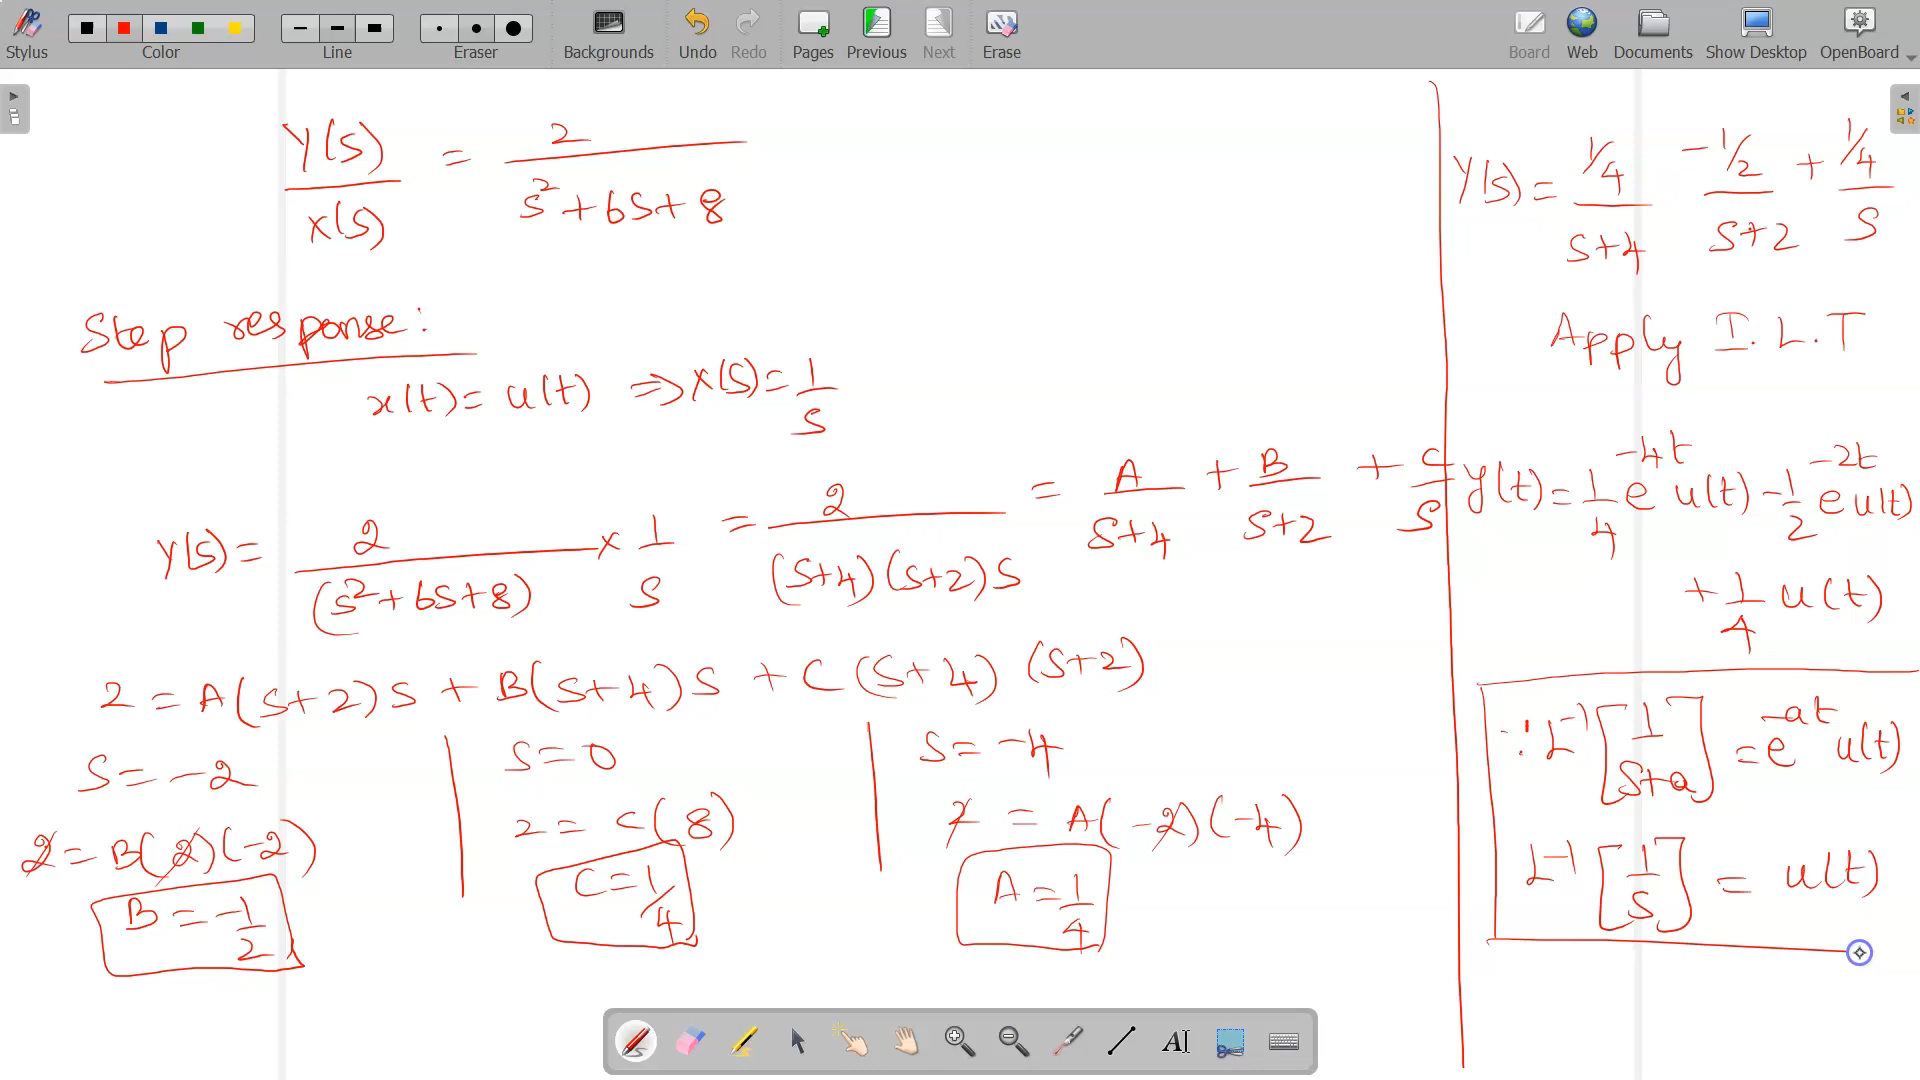 Stylus Color Line Eraser Backgrounds Undo Redo Pages Previous Next Erase Board Web Documents Show Desktop OpenBoard
Y(S)/X(S) = 2/(s²+6s+8)
Step response:
x(t)= u(t) ⇒ X(S)=1/S
Y(S)= 2/(s²+6s+8) × 1/S = 2/((S+4)(S+2)S) = A/(S+4) + B/(S+2) + C/S
2 = A(S+2)S + B(S+4)S + C(S+4)(S+2)
S=-2
2=B(2)(-2)
B=-1/2
S=0
2= C(8)
C=1/4
S=-4
2 = A(-2)(-4)
A=1/4
Y(S)= (1/4)/(S+4) (-1/2)/(S+2) + (1/4)/S
Apply I.L.T
y(t)=1/4 e^-4t u(t) -1/2 e^-2t u(t)
+1/4 u(t)
∵ L⁻¹[1/(S+a)] = e^-at u(t)
L⁻¹[1/S] = u(t)
AI